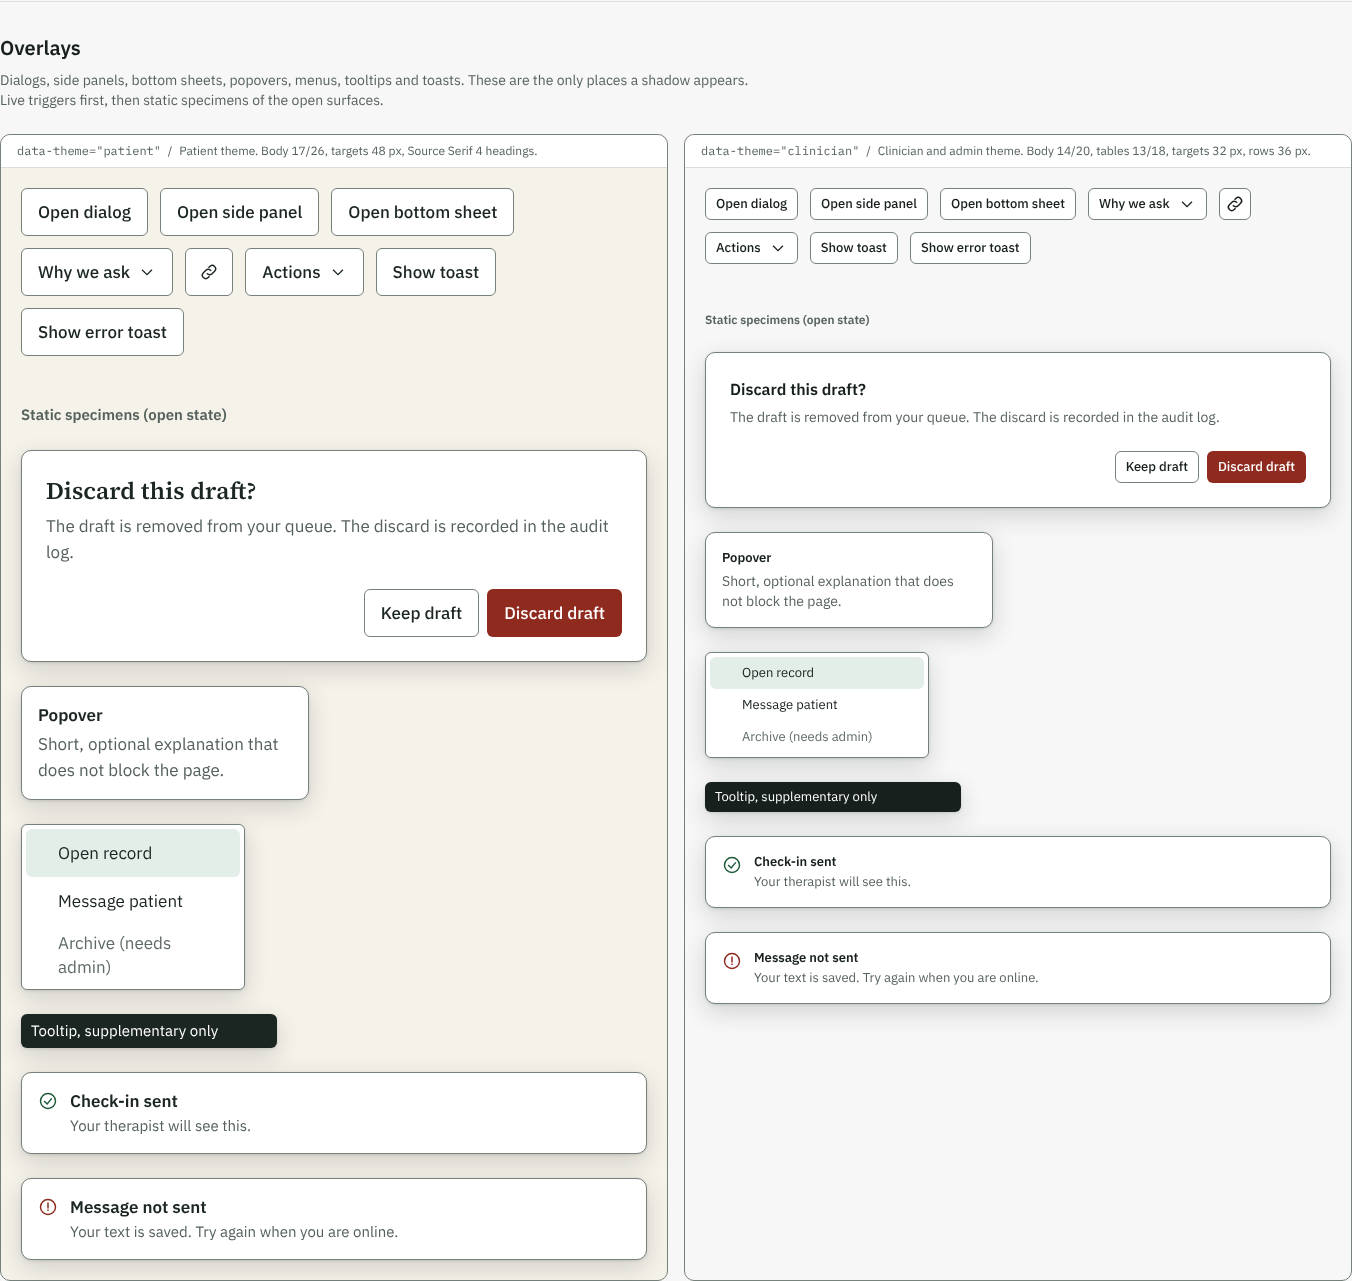 Overlays
Dialogs, side panels, bottom sheets, popovers, menus, tooltips and toasts. These are the only places a shadow appears.
Live triggers first, then static specimens of the open surfaces.
data-theme="patient" / Patient theme. Body 17/26, targets 48 px, Source Serif 4 headings.
Open dialog
Open side panel
Open bottom sheet
Why we ask
Actions
Show toast
Show error toast
Static specimens (open state)
Discard this draft?
The draft is removed from your queue. The discard is recorded in the audit
log.
Keep draft
Discard draft
Popover
Short, optional explanation that
does not block the page.
Open record
Message patient
Archive (needs
admin)
Tooltip, supplementary only
Check-in sent
Your therapist will see this.
Message not sent
Your text is saved. Try again when you are online.
data-theme="clinician" / Clinician and admin theme. Body 14/20, tables 13/18, targets 32 px, rows 36 px.
Open dialog
Open side panel
Open bottom sheet
Why we ask
Actions
Show toast
Show error toast
Static specimens (open state)
Discard this draft?
The draft is removed from your queue. The discard is recorded in the audit log.
Keep draft
Discard draft
Popover
Short, optional explanation that does
not block the page.
Open record
Message patient
Archive (needs admin)
Tooltip, supplementary only
Check-in sent
Your therapist will see this.
Message not sent
Your text is saved. Try again when you are online.